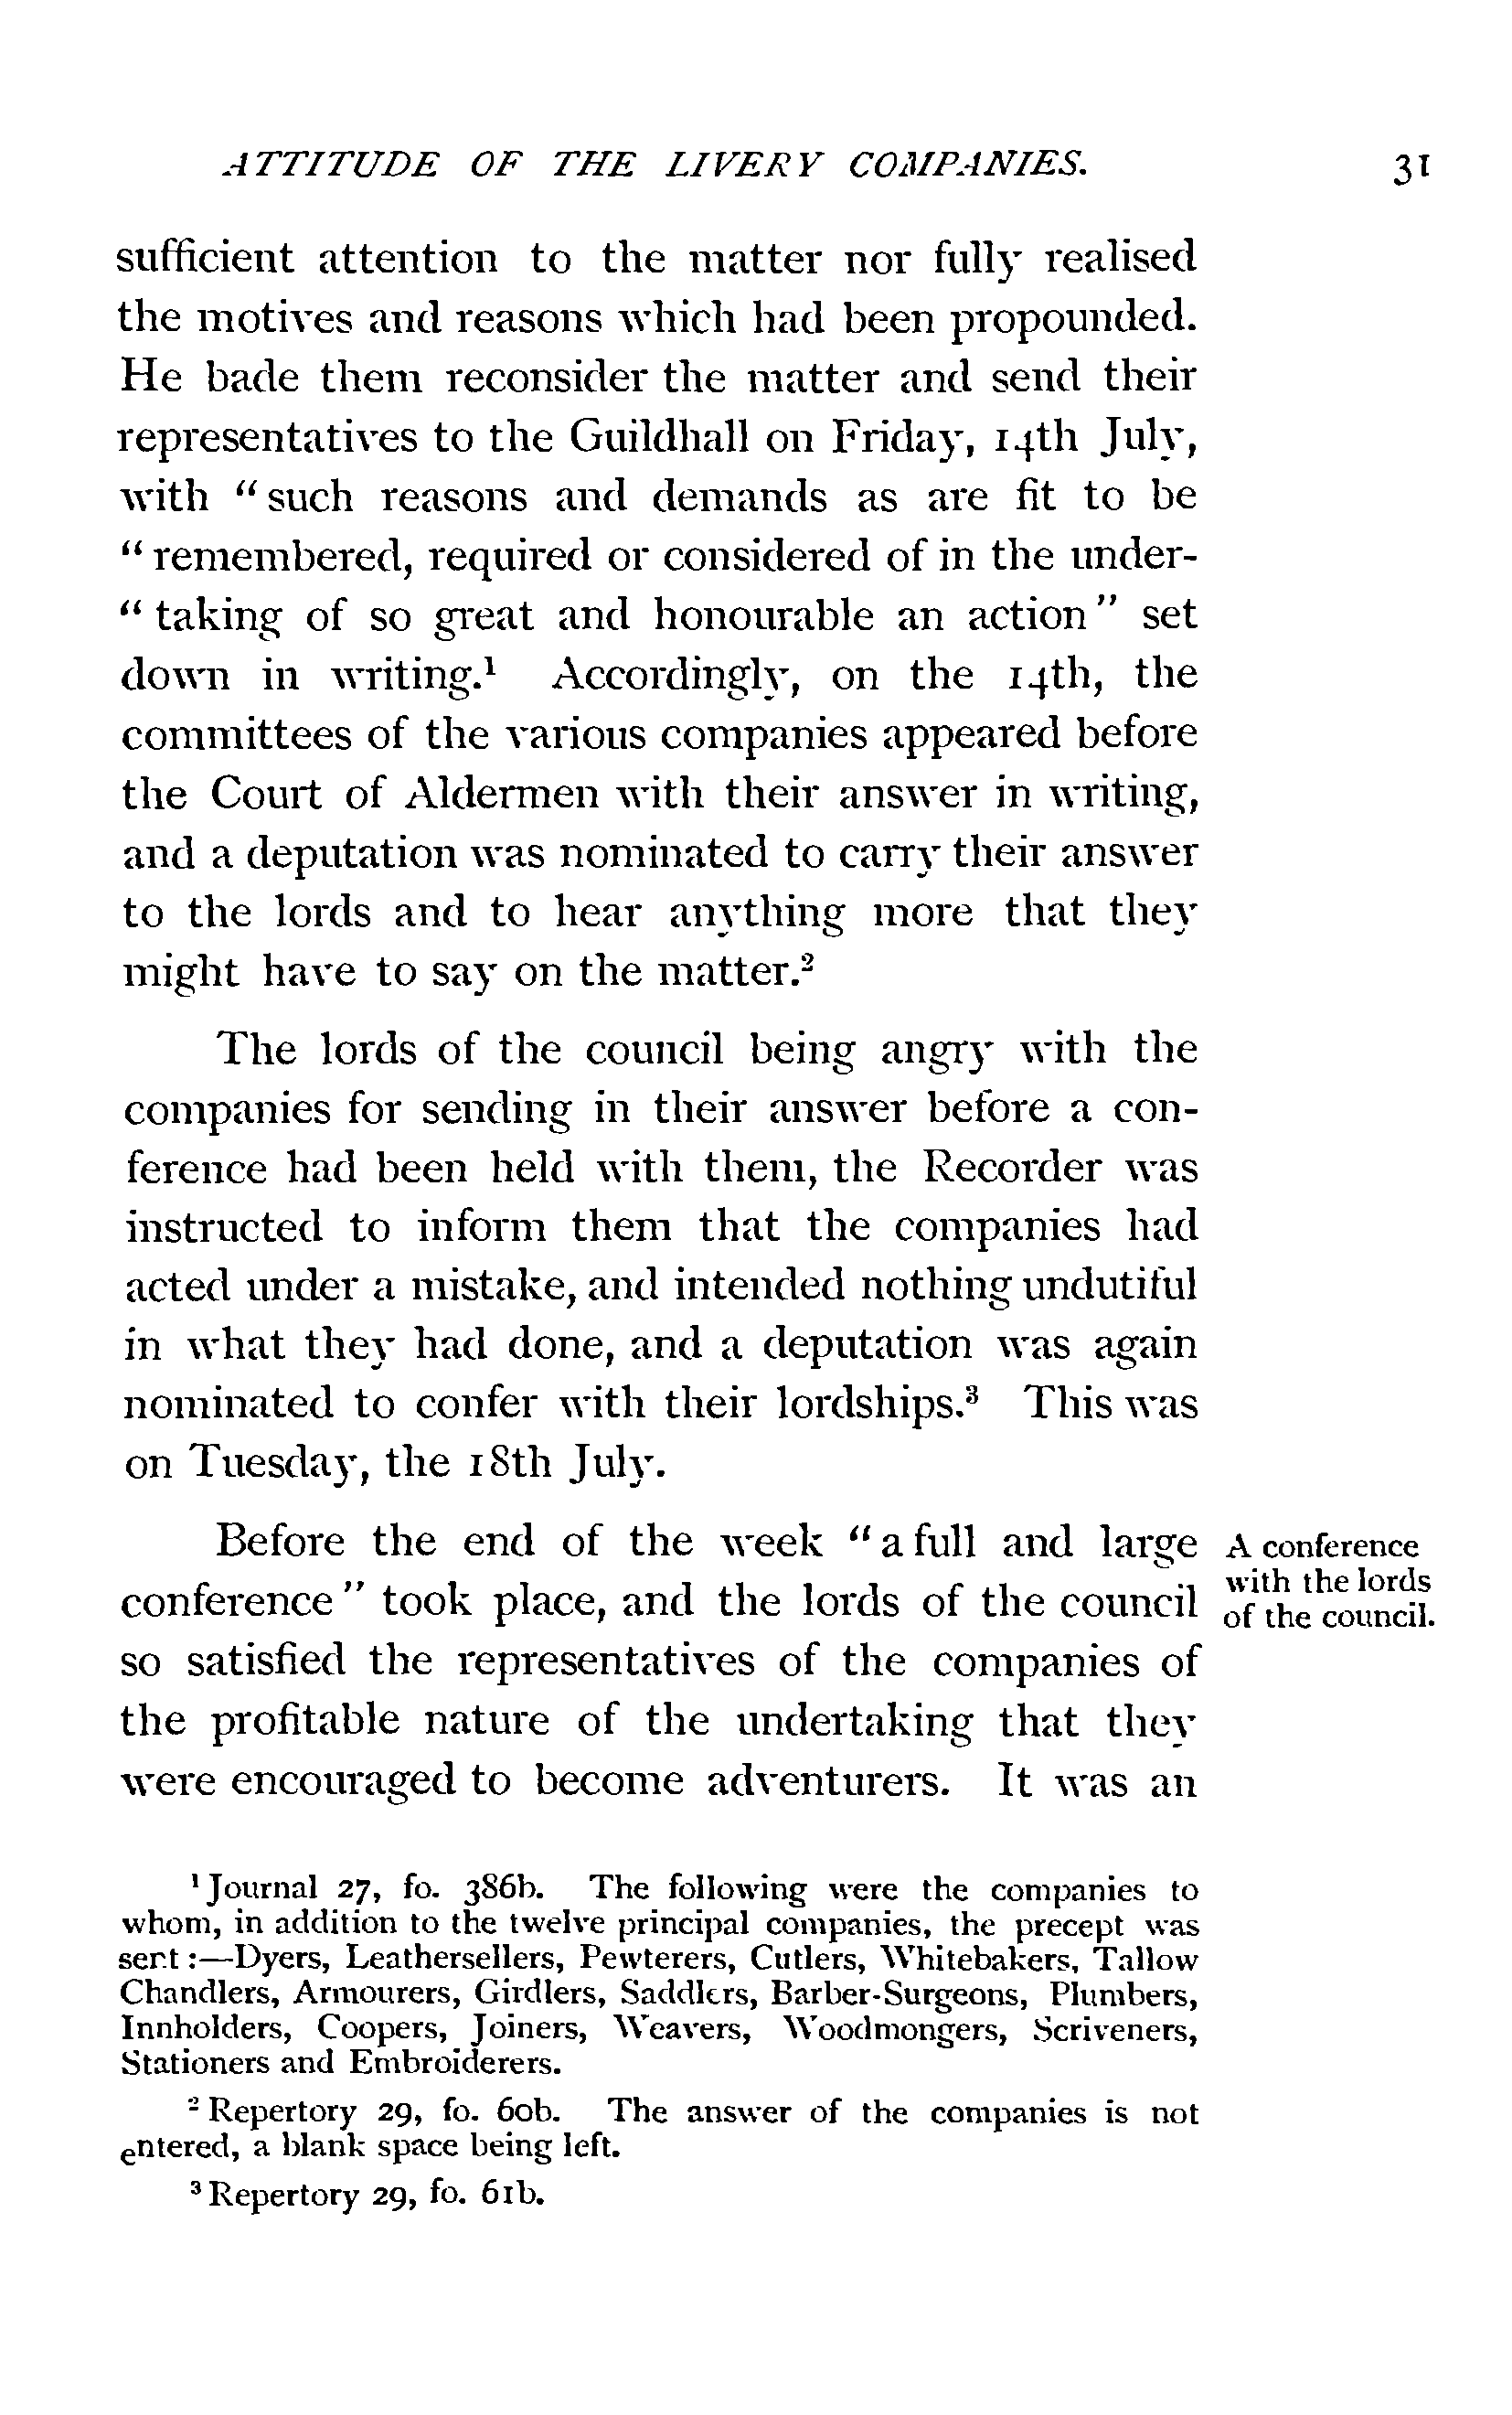 ATTITUDE OF THE LIVERY COMPANIES. 31
sufficient attention to the matter nor fully realised
the motives and reasons which had been propounded.
He bade them reconsider the matter and send their
representatives to the Guildhall on Friday, 14th July,
with "such reasons and demands as are fit to be
"remembered, required or considered of in the under-
"taking of so great and honourable an action" set
down in writing.¹ Accordingly, on the 14th, the
committees of the various companies appeared before
the Court of Aldermen with their answer in writing,
and a deputation was nominated to carry their answer
to the lords and to hear anything more that they
might have to say on the matter.²
The lords of the council being angry with the
companies for sending in their answer before a con-
ference had been held with them, the Recorder was
instructed to inform them that the companies had
acted under a mistake, and intended nothing undutiful
in what they had done, and a deputation was again
nominated to confer with their lordships.³ This was
on Tuesday, the 18th July.
Before the end of the week "a full and large
conference" took place, and the lords of the council
so satisfied the representatives of the companies of
the profitable nature of the undertaking that they
were encouraged to become adventurers. It was an
A conference
with the lords
of the council.
¹ Journal 27, fo. 386b. The following were the companies to
whom, in addition to the twelve principal companies, the precept was
sent:—Dyers, Leathersellers, Pewterers, Cutlers, Whitebakers, Tallow
Chandlers, Armourers, Girdlers, Saddlers, Barber-Surgeons, Plumbers,
Innholders, Coopers, Joiners, Weavers, Woodmongers, Scriveners,
Stationers and Embroiderers.
² Repertory 29, fo. 60b. The answer of the companies is not
entered, a blank space being left.
³ Repertory 29, fo. 61b.